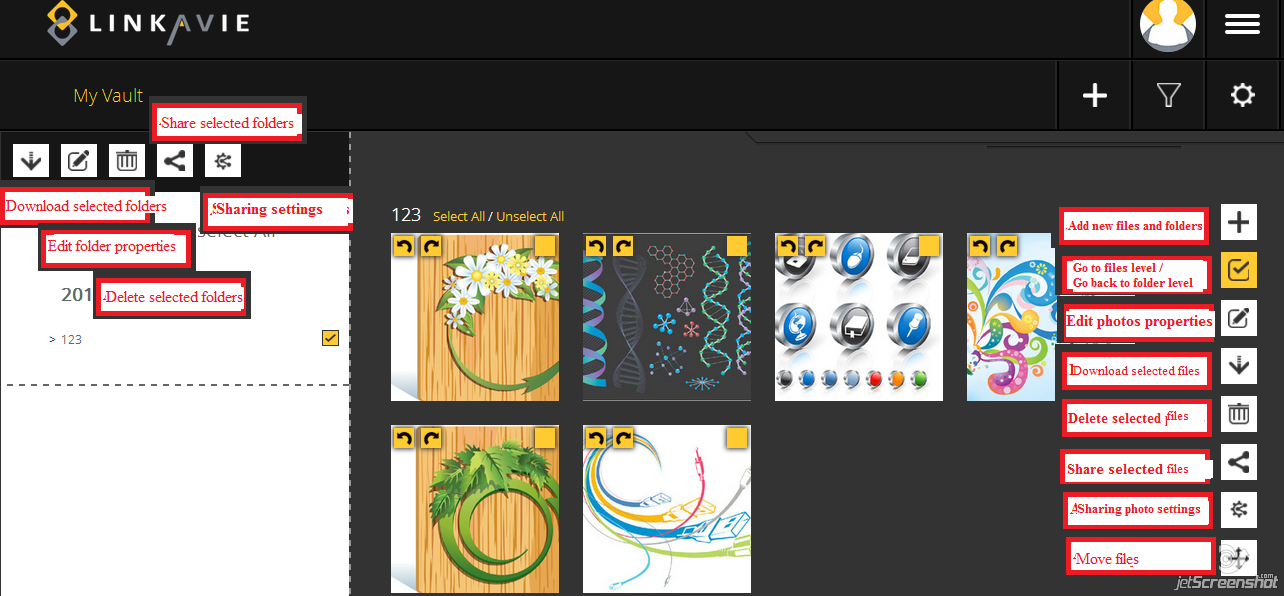 LINKAVIE
My Vault
Share selected folders
Download selected folders
Sharing settings
Edit folder properties
Select All
201
Delete selected folders
> 123
123 Select All / Unselect All
Add new files and folders
Go to files level /
Go back to folder level
Edit photos properties
Download selected files
Delete selected files
Share selected files
Sharing photo settings
Move files
jetScreenshot.com